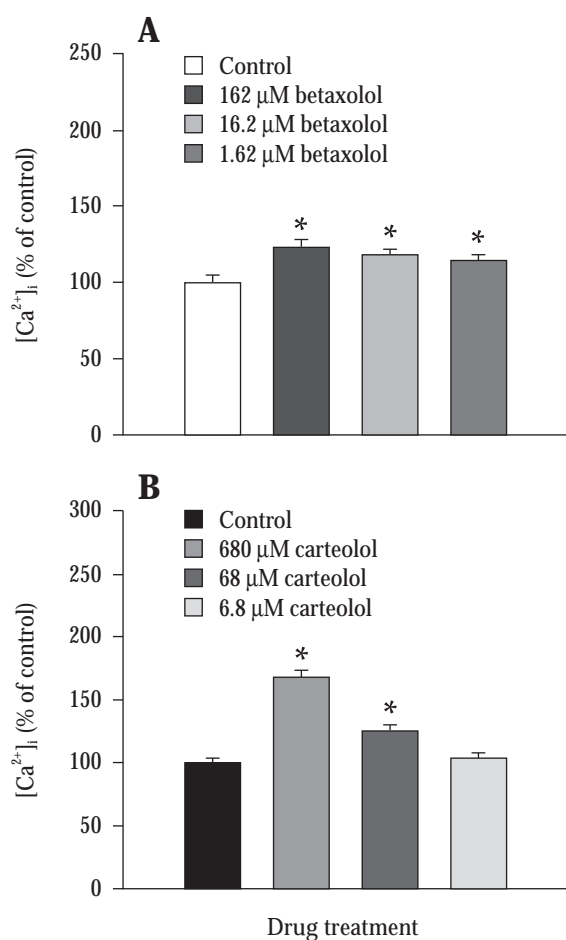 A
250
200
150
100
50
0
[Ca²⁺]ᵢ (% of control)
Control
162 µM betaxolol
16.2 µM betaxolol
1.62 µM betaxolol
* * *
B
300
250
200
150
100
50
0
[Ca²⁺]ᵢ (% of control)
Control
680 µM carteolol
68 µM carteolol
6.8 µM carteolol
* *
Drug treatment